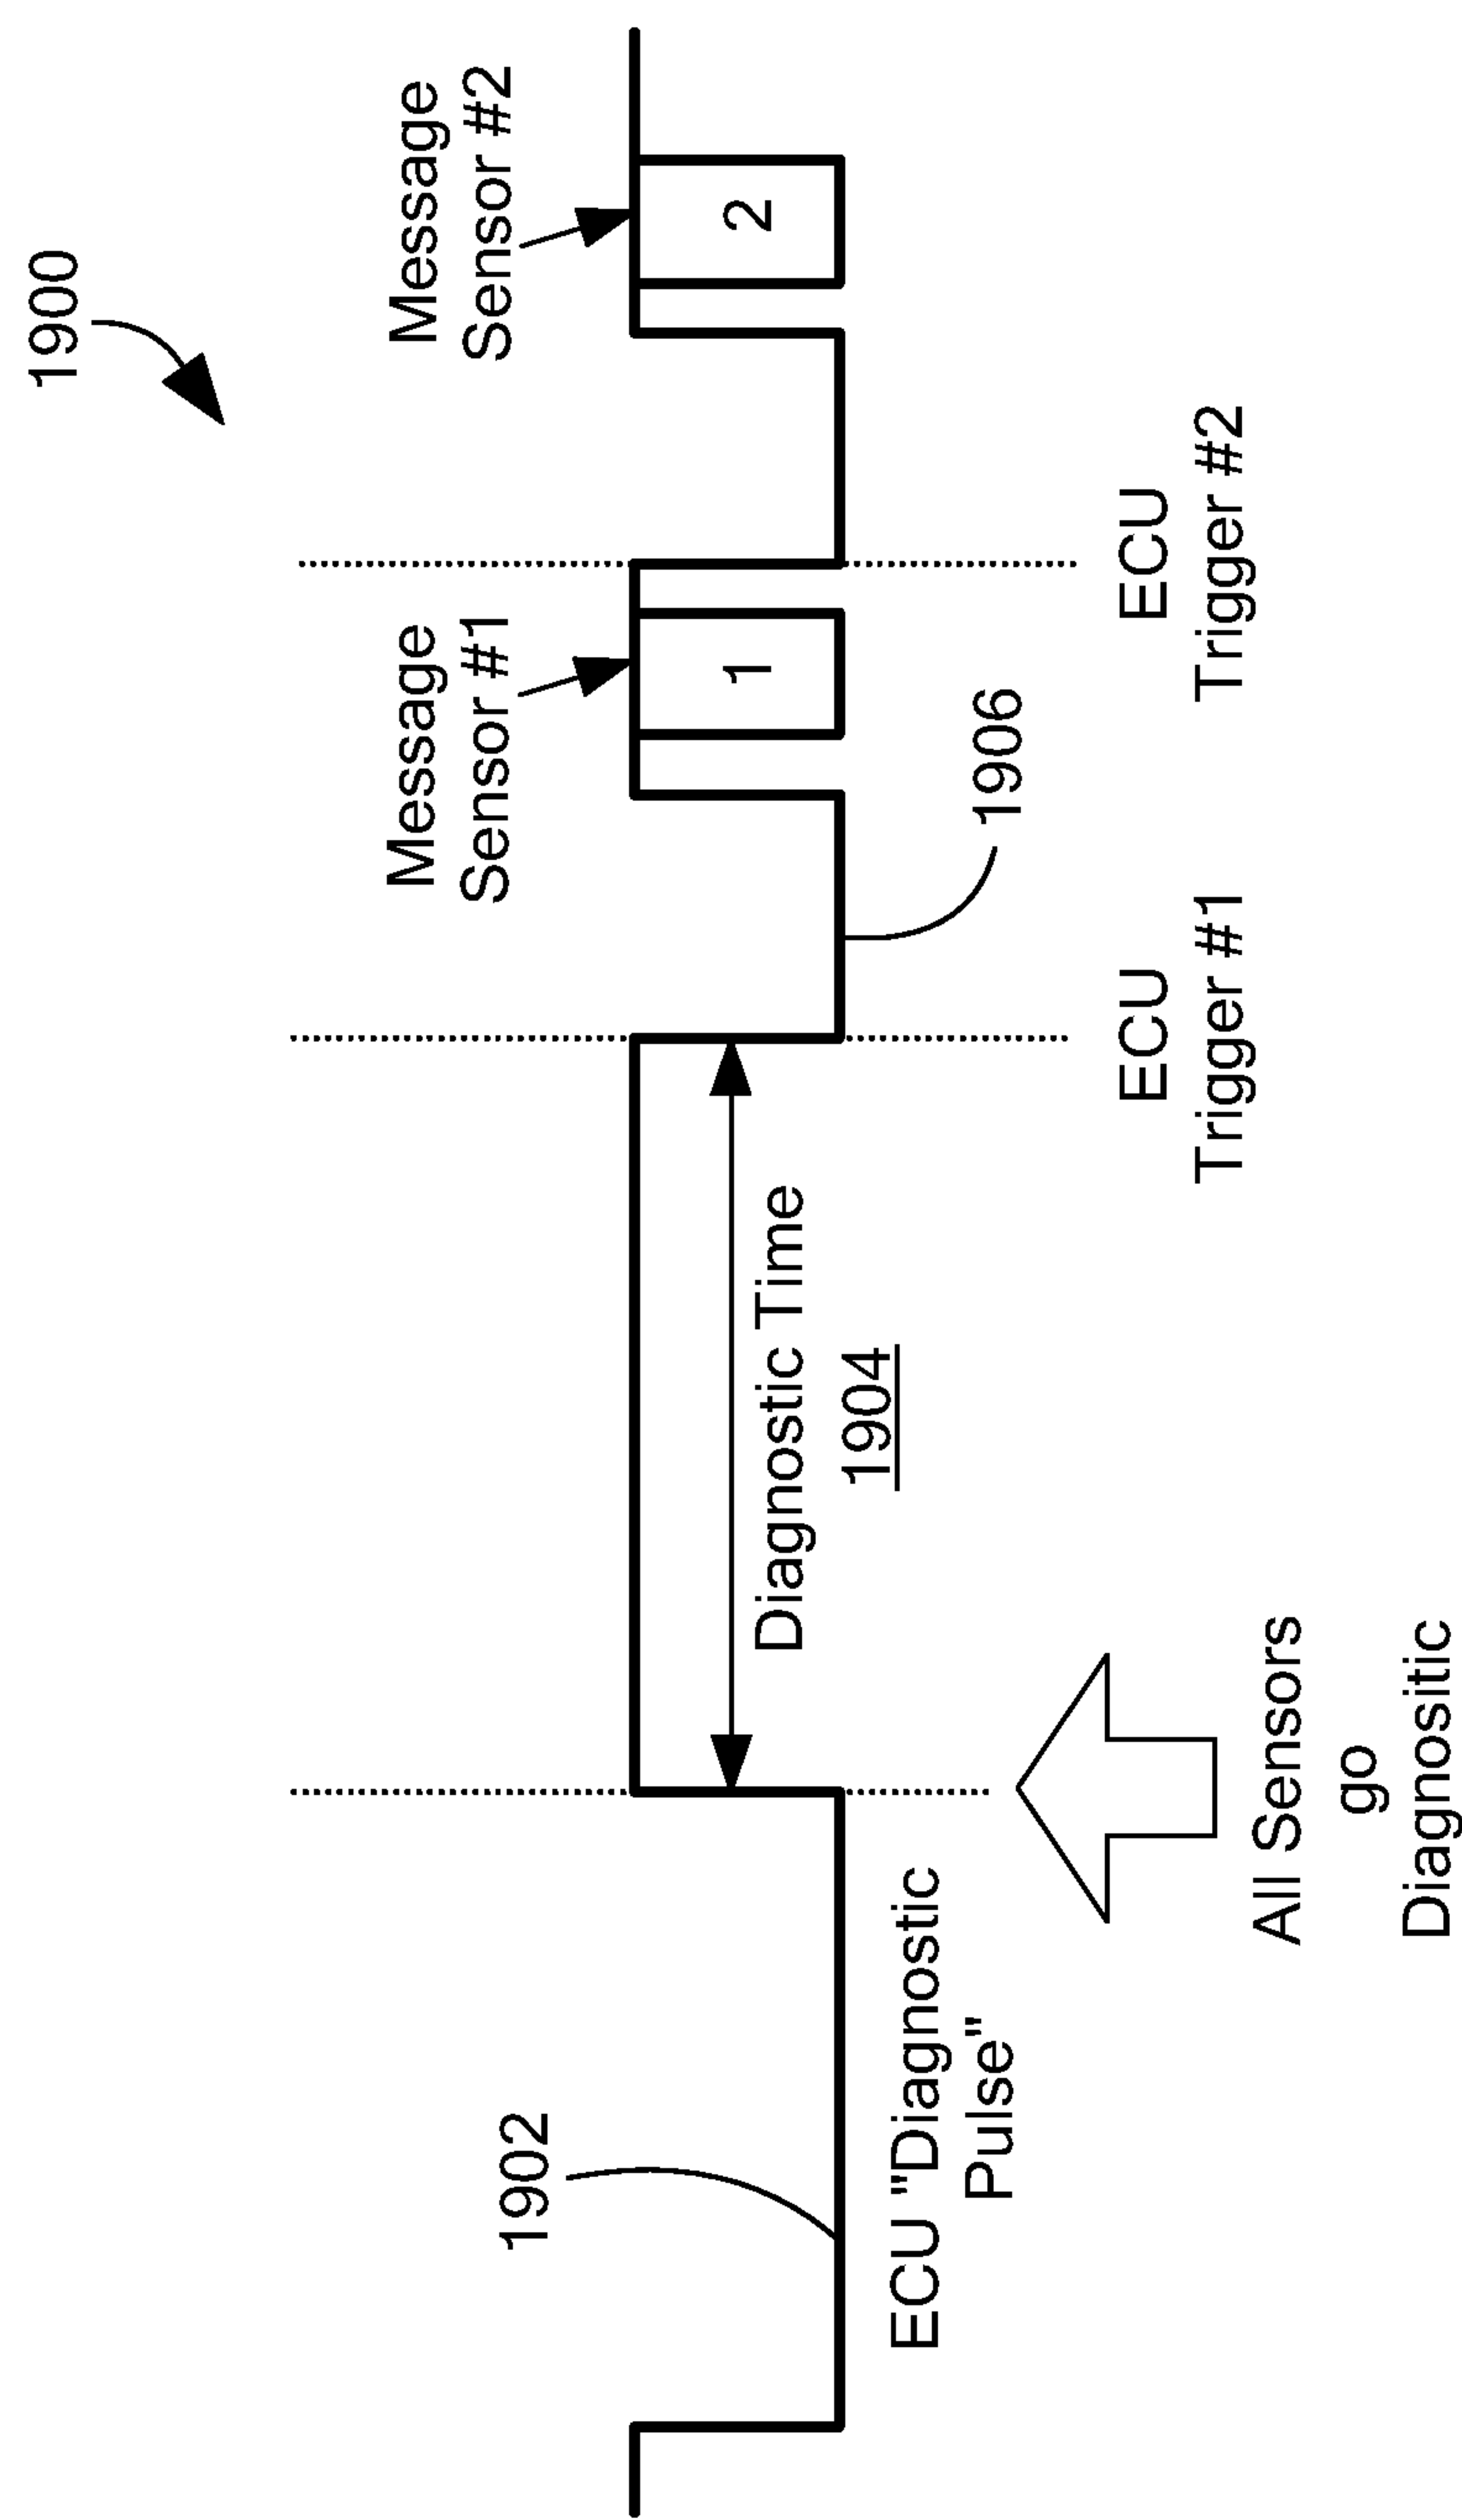 1900
Message
Sensor #1
Message
Sensor #2
1902
1
2
Diagnostic Time
1904
ECU "Diagnostic
Pulse"
1906
All Sensors
go
Diagnositic
ECU
Trigger #1
ECU
Trigger #2